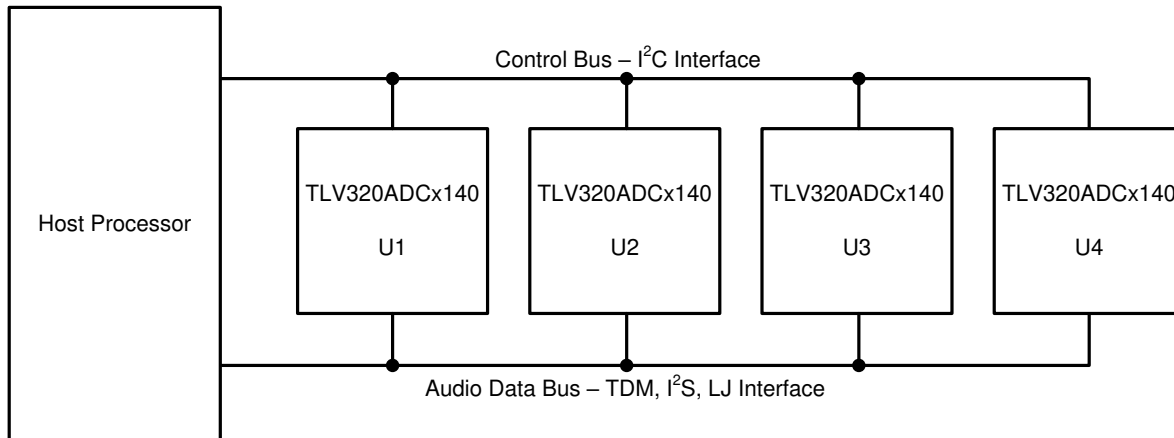 Control Bus – I²C Interface
TLV320ADCx140
U1
TLV320ADCx140
U2
TLV320ADCx140
U3
TLV320ADCx140
U4
Host Processor
Audio Data Bus – TDM, I²S, LJ Interface